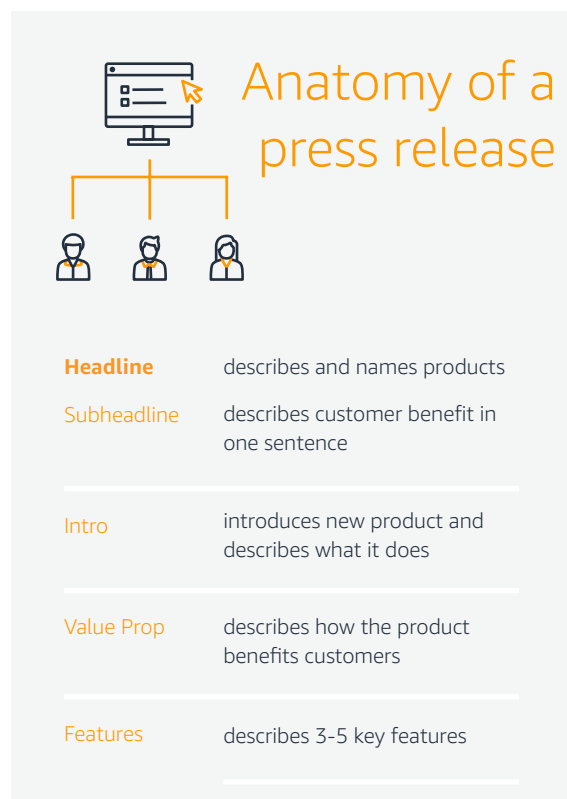 Anatomy of a
press release
Headline describes and names products
Subheadline describes customer benefit in
one sentence
Intro introduces new product and
describes what it does
Value Prop describes how the product
benefits customers
Features describes 3-5 key features